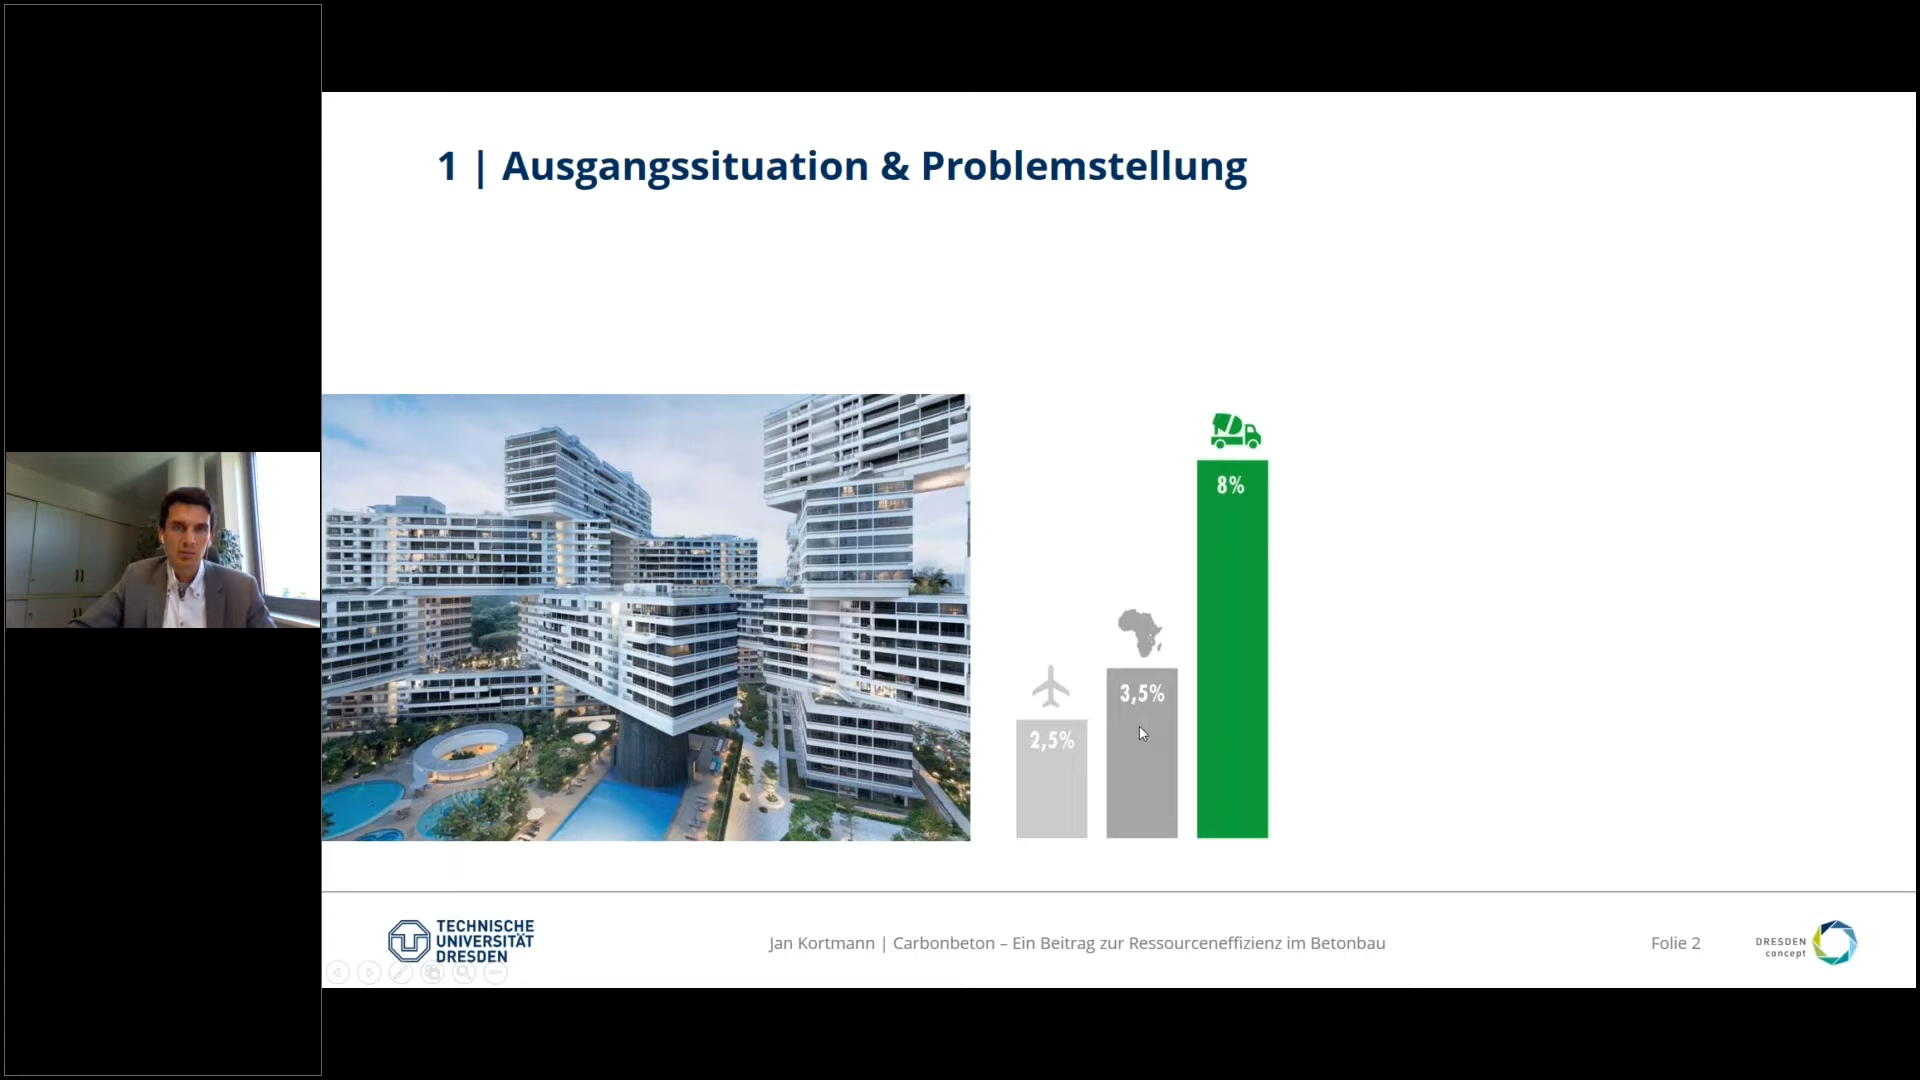 1 | Ausgangssituation & Problemstellung
8%
3,5%
2,5%
TECHNISCHE
UNIVERSITÄT
DRESDEN
Jan Kortmann | Carbonbeton – Ein Beitrag zur Ressourceneffizienz im Betonbau
Folie 2
DRESDEN
concept